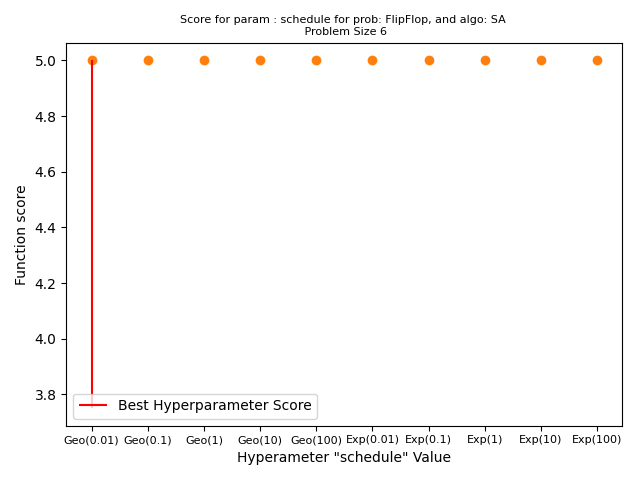 Score for param : schedule for prob: FlipFlop, and algo: SA
Problem Size 6
Function score
5.0
4.8
4.6
4.4
4.2
4.0
3.8
Best Hyperparameter Score
Geo(0.01) Geo(0.1) Geo(1) Geo(10) Geo(100) Exp(0.01) Exp(0.1) Exp(1) Exp(10) Exp(100)
Hyperameter "schedule" Value